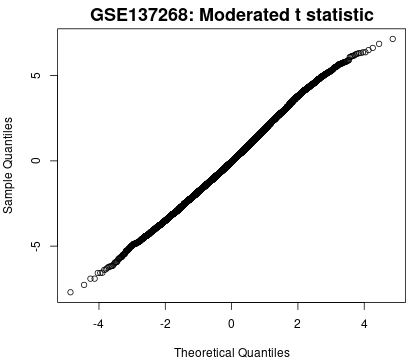 GSE137268: Moderated t statistic
Sample Quantiles
5
0
-5
-4 -2 0 2 4
Theoretical Quantiles